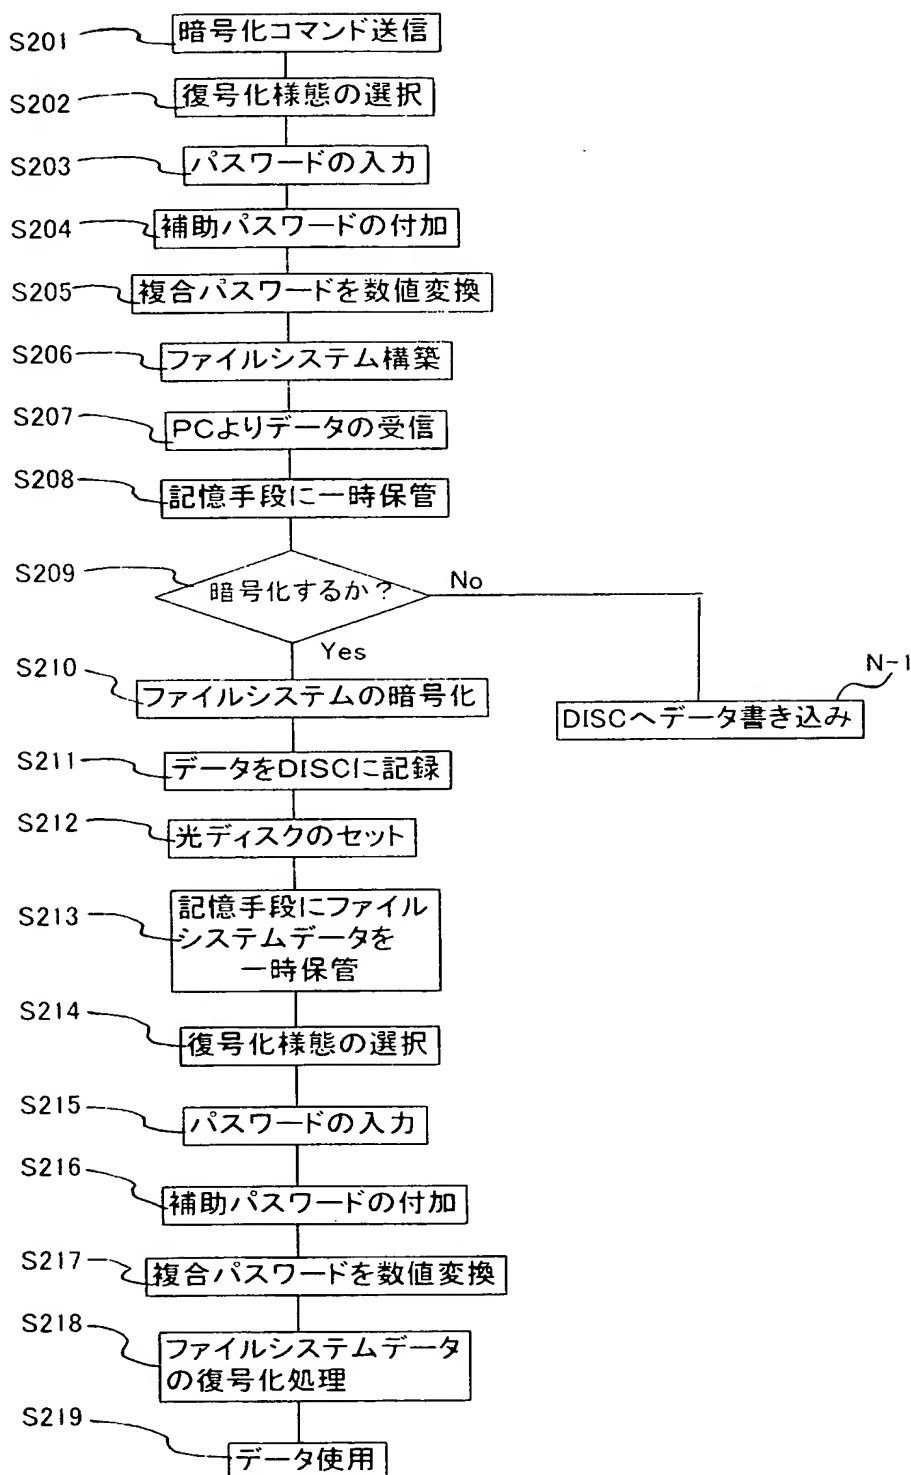 S201
暗号化コマンド送信
S202
復号化様態の選択
S203
パスワードの入力
S204
補助パスワードの付加
S205
複合パスワードを数値変換
S206
ファイルシステム構築
S207
PCよりデータの受信
S208
記憶手段に一時保管
S209
暗号化するか?
No
Yes
N-1
S210
ファイルシステムの暗号化
DISCへデータ書き込み
S211
データをDISCに記録
S212
光ディスクのセット
S213
記憶手段にファイル
システムデータを
一時保管
S214
復号化様態の選択
S215
パスワードの入力
S216
補助パスワードの付加
S217
複合パスワードを数値変換
S218
ファイルシステムデータ
の復号化処理
S219
データ使用